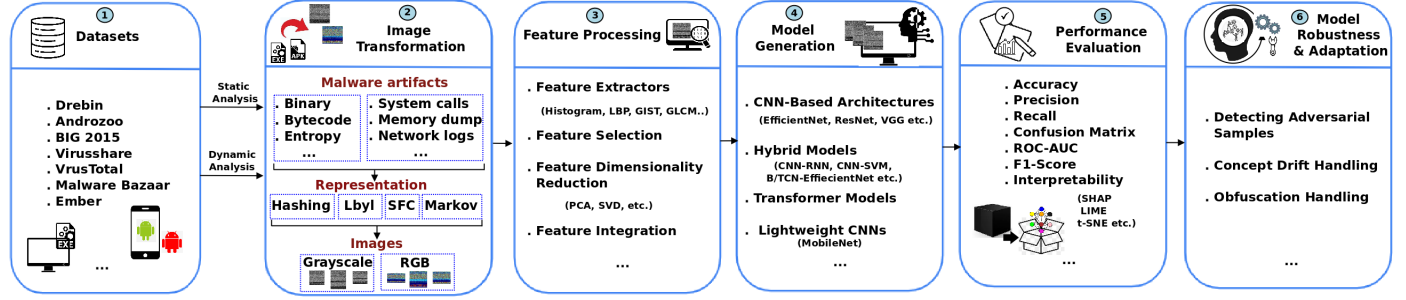 1
Datasets
. Drebin
. Androzoo
. BIG 2015
. Virusshare
. VrusTotal
. Malware Bazaar
. Ember
EXE
...
Static
Analysis
Dynamic
Analysis
2
Image
Transformation
EXE
APK
Malware artifacts
. Binary
. Bytecode
. Entropy
...
. System calls
. Memory dump
. Network logs
...
Representation
Hashing
Lbyl
SFC
Markov
Images
Grayscale
RGB
3
Feature Processing
. Feature Extractors
(Histogram, LBP, GIST, GLCM..)
. Feature Selection
. Feature Dimensionality
Reduction
(PCA, SVD, etc.)
. Feature Integration
...
4
Model
Generation
. CNN-Based Architectures
(EfficientNet, ResNet, VGG etc.)
. Hybrid Models
(CNN-RNN, CNN-SVM,
B/TCN-EffiecientNet etc.)
. Transformer Models
. Lightweight CNNs
(MobileNet)
...
5
Performance
Evaluation
. Accuracy
. Precision
. Recall
. Confusion Matrix
. ROC-AUC
. F1-Score
. Interpretability
(SHAP
LIME
t-SNE etc.)
...
6
Model
Robustness
& Adaptation
. Detecting Adversarial
Samples
. Concept Drift Handling
. Obfuscation Handling
...